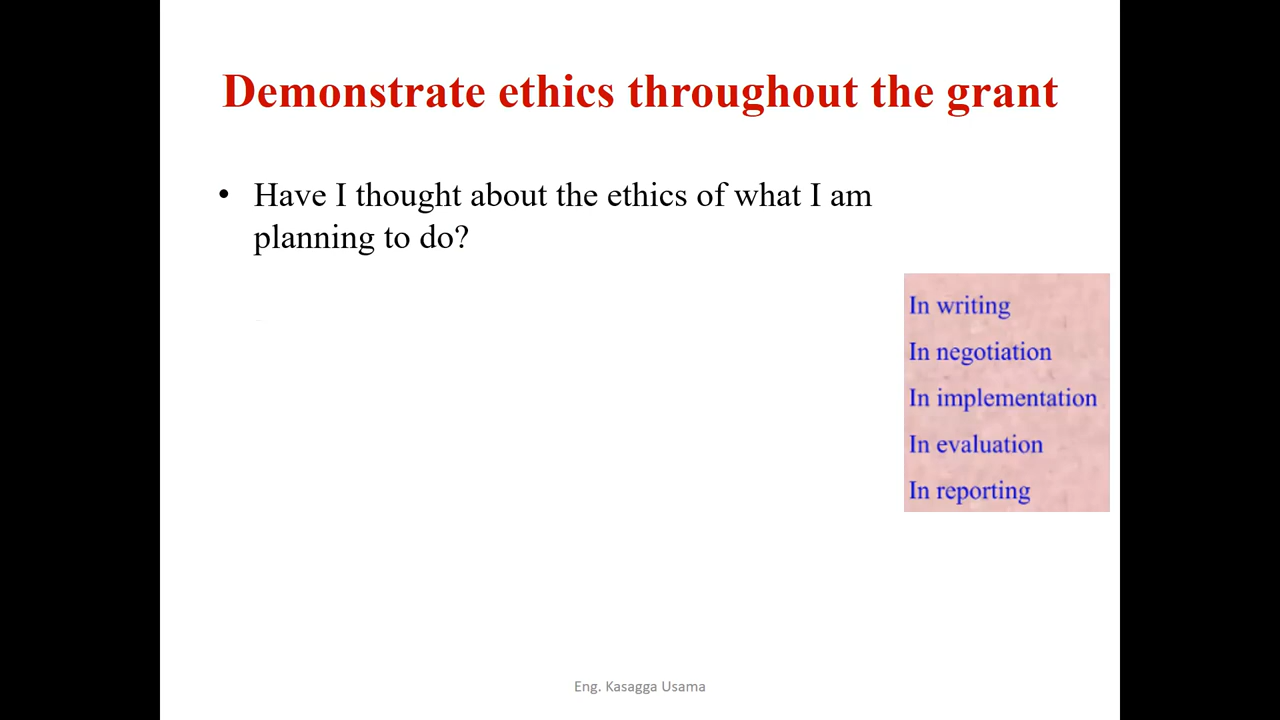 Demonstrate ethics throughout the grant
• Have I thought about the ethics of what I am
planning to do?
In writing
In negotiation
In implementation
In evaluation
In reporting
Eng. Kasagga Usama